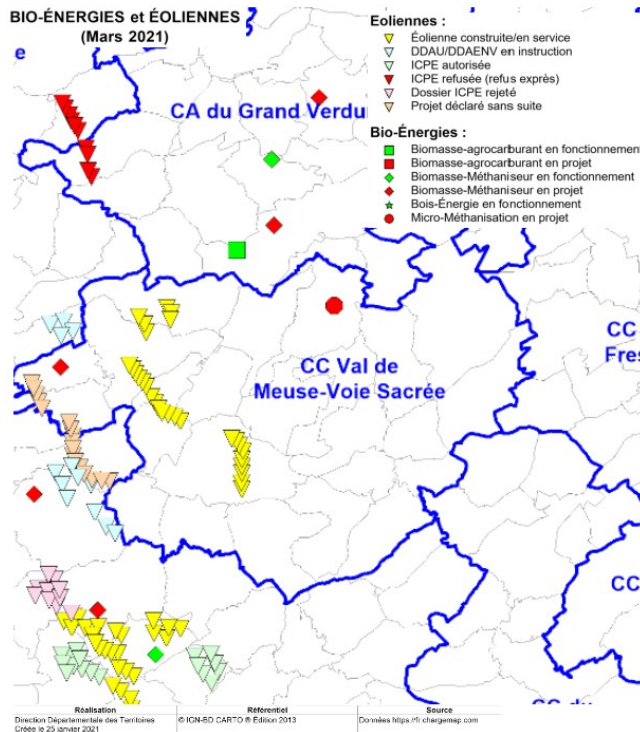 BIO-ÉNERGIES et ÉOLIENNES
(Mars 2021)
Eoliennes :
Éolienne construite/en service
DDAU/DDAENV en instruction
ICPE autorisée
ICPE refusée (refus exprès)
Dossier ICPE rejeté
Projet déclaré sans suite
Bio-Énergies :
Biomasse-agrocarburant en fonctionnement
Biomasse-agrocarburant en projet
Biomasse-Méthaniseur en fonctionnement
Biomasse-Méthaniseur en projet
Bois-Énergie en fonctionnement
Micro-Méthanisation en projet
e
CA du Grand Verdun
CC
Fres
CC Val de
Meuse-Voie Sacrée
CC
CC du
Réalisation
Direction Départementale des Territoires
Créée le 25 janvier 2021
Référentiel
© IGN-BD CARTO ® Édition 2013
Source
Données https://fr.chargemap.com/